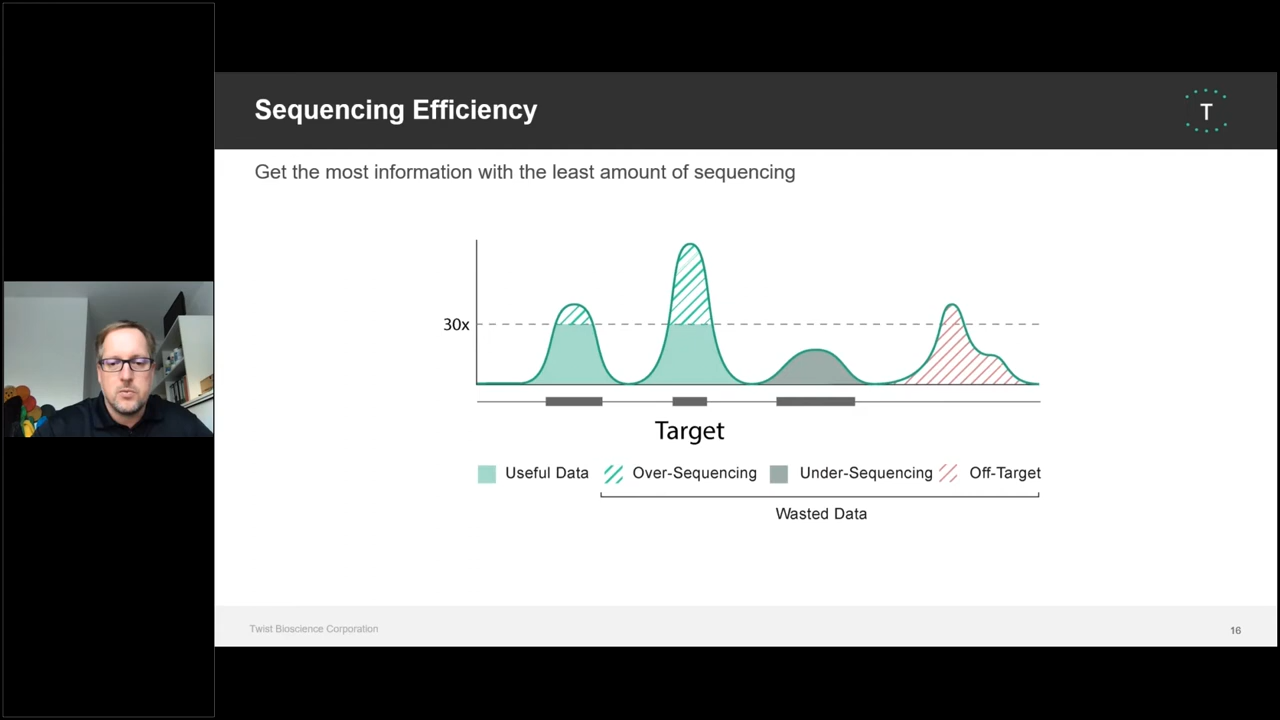 Sequencing Efficiency
T
Get the most information with the least amount of sequencing
30x
Target
Useful Data
Over-Sequencing
Under-Sequencing
Off-Target
Wasted Data
Twist Bioscience Corporation
16